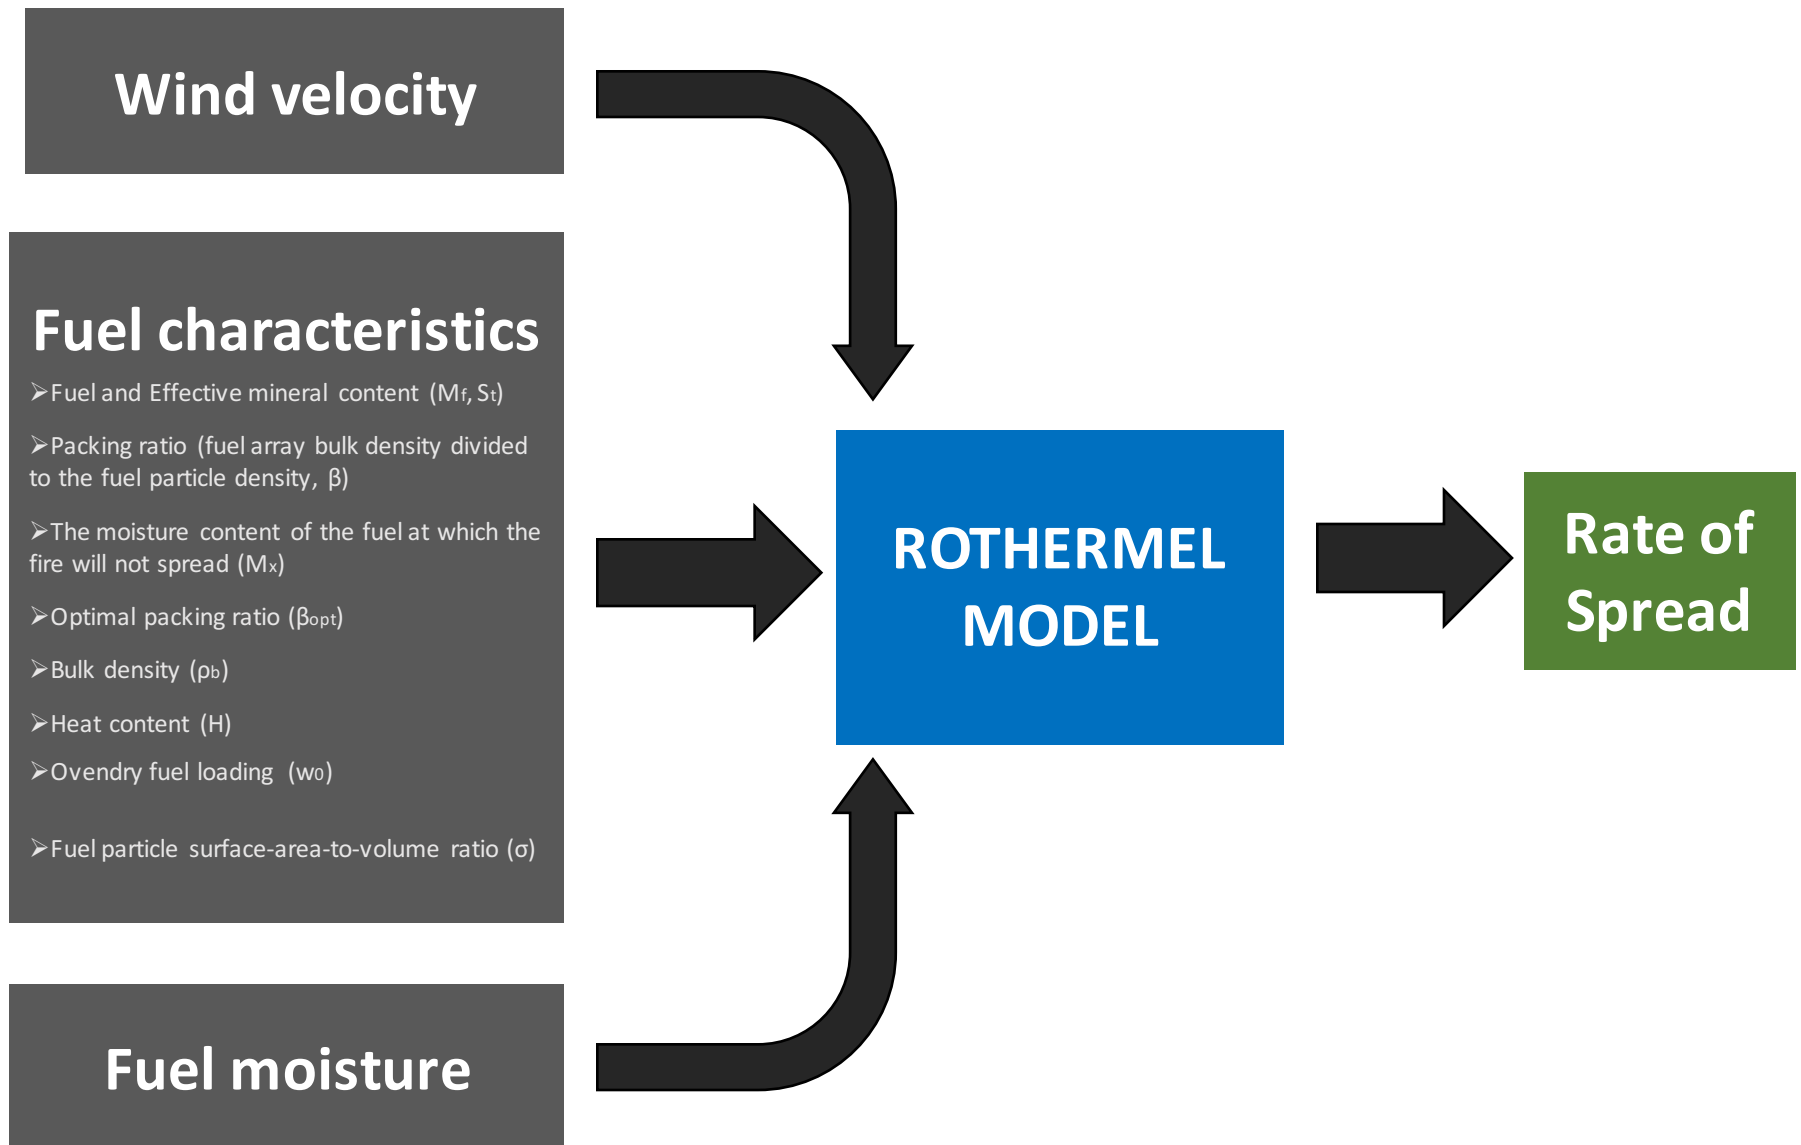 Wind velocity
Fuel characteristics
➢Fuel and Effective mineral content (Mf, St)
➢Packing ratio (fuel array bulk density divided
to the fuel particle density, β)
➢The moisture content of the fuel at which the
fire will not spread (Mx)
➢Optimal packing ratio (βopt)
➢Bulk density (ρb)
➢Heat content (H)
➢Ovendry fuel loading (w0)
➢Fuel particle surface-area-to-volume ratio (σ)
Fuel moisture
ROTHERMEL
MODEL
Rate of
Spread